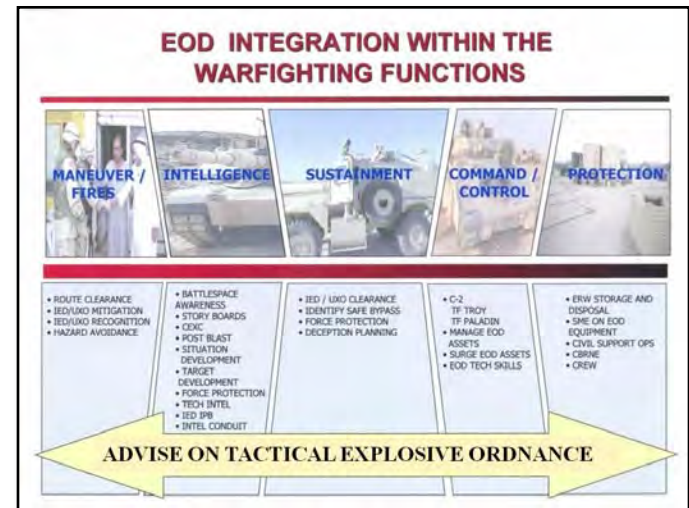 EOD INTEGRATION WITHIN THE
WARFIGHTING FUNCTIONS
MANEUVER /
FIRES
INTELLIGENCE
SUSTAINMENT
COMMAND /
CONTROL
PROTECTION
• ROUTE CLEARANCE
• IED/UXO MITIGATION
• IED/UXO RECOGNITION
• HAZARD AVOIDANCE
• BATTLESPACE
AWARENESS
• STORY BOARDS
• CEXC
• POST BLAST
• SITUATION
DEVELOPMENT
• TARGET
DEVELOPMENT
• FORCE PROTECTION
• TECH INTEL
• IED IPB
• INTEL CONDUIT
• IED / UXO CLEARANCE
• IDENTIFY SAFE BYPASS
• FORCE PROTECTION
• DECEPTION PLANNING
• C-2
TF TROY
TF PALADIN
• MANAGE EOD
ASSETS
• SURGE EOD ASSETS
• EOD TECH SKILLS
• ERW STORAGE AND
DISPOSAL
• SME ON EOD
EQUIPMENT
• CIVIL SUPPORT OPS
• CBRNE
• CREW
ADVISE ON TACTICAL EXPLOSIVE ORDNANCE